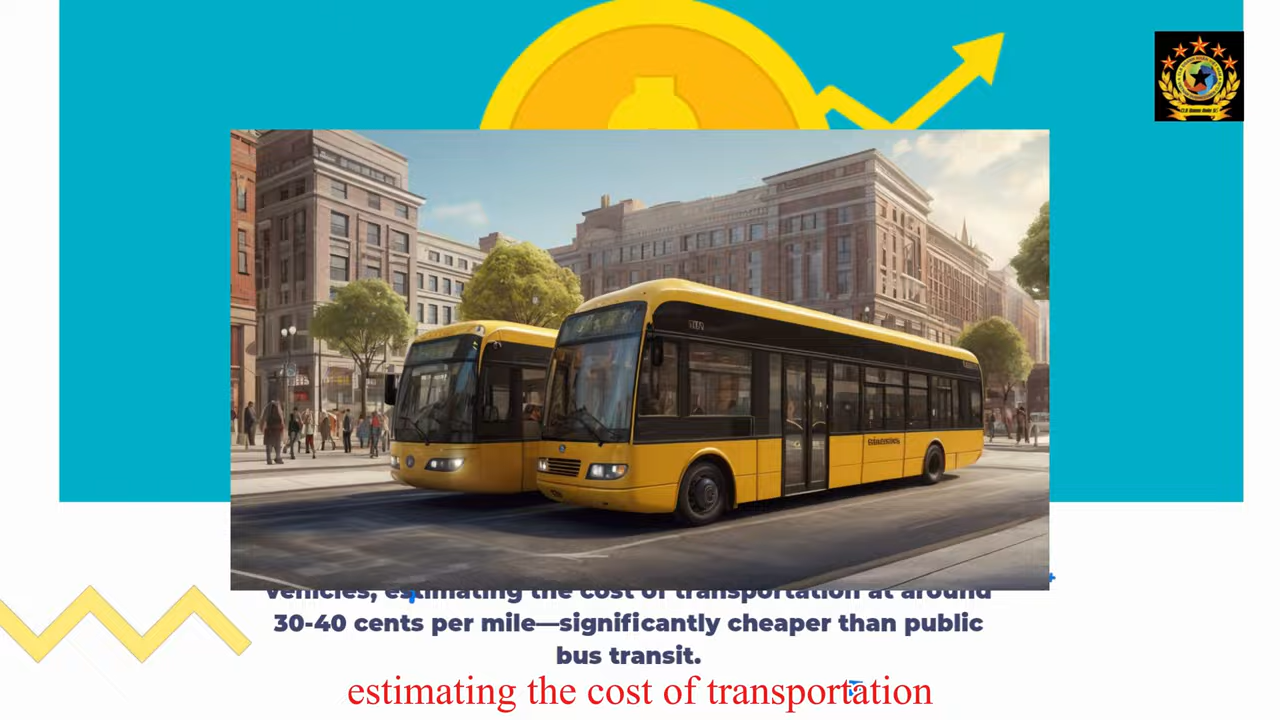 vehicles, estimating the cost of transportation at around
30-40 cents per mile—significantly cheaper than public
bus transit.
estimating the cost of transportation